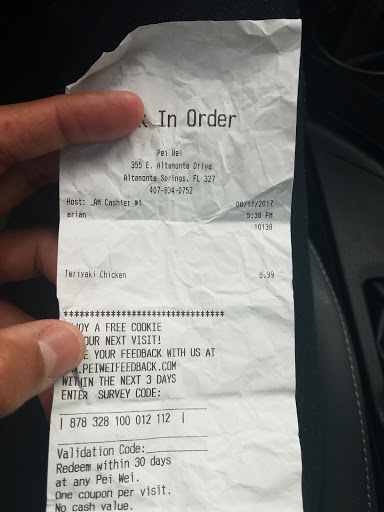 In Order
Pei Wei
355 E. Altamonte Drive
Altamonte Springs, FL 327
407-834-0752
Host: AM Cashier #1 08/11/2017
arian 5:38 PM
10138
Teriyaki Chicken 8.99
********************************
JOY A FREE COOKIE
OUR NEXT VISIT!
E YOUR FEEDBACK WITH US AT
.PEIWEIFEEDBACK.COM
WITHIN THE NEXT 3 DAYS
ENTER SURVEY CODE:
| 878 328 100 012 112 |
Validation Code:
Redeem within 30 days
at any Pei Wei.
One coupon per visit.
No cash value.